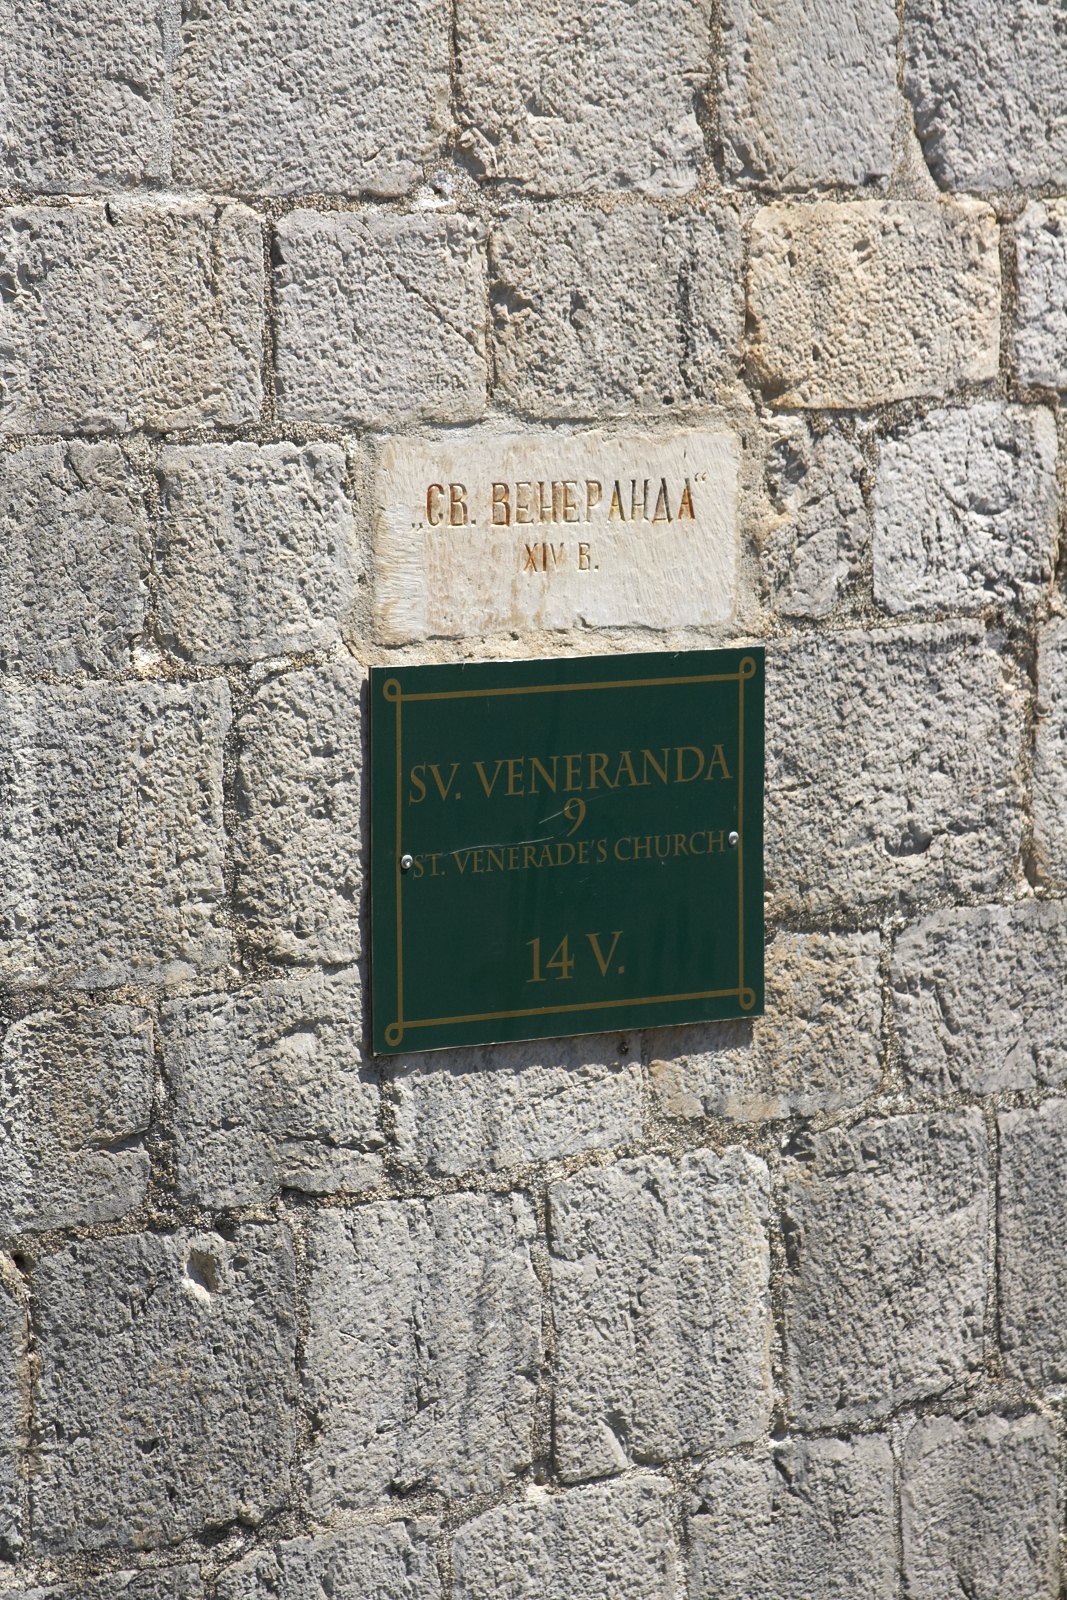 „СВ. ВЕНЕРАНДА“
XIV В.
SV. VENERANDA
9
ST. VENERADE'S CHURCH
14 V.